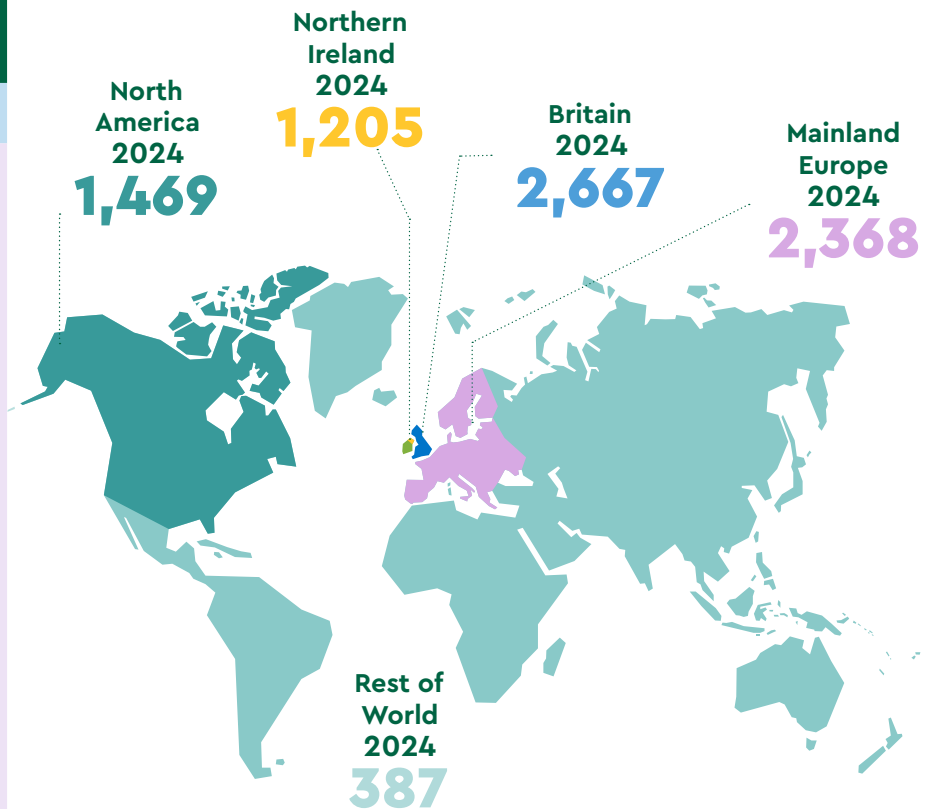 Northern
Ireland
2024
1,205
North
America
2024
1,469
Britain
2024
2,667
Mainland
Europe
2024
2,368
Rest of
World
2024
387